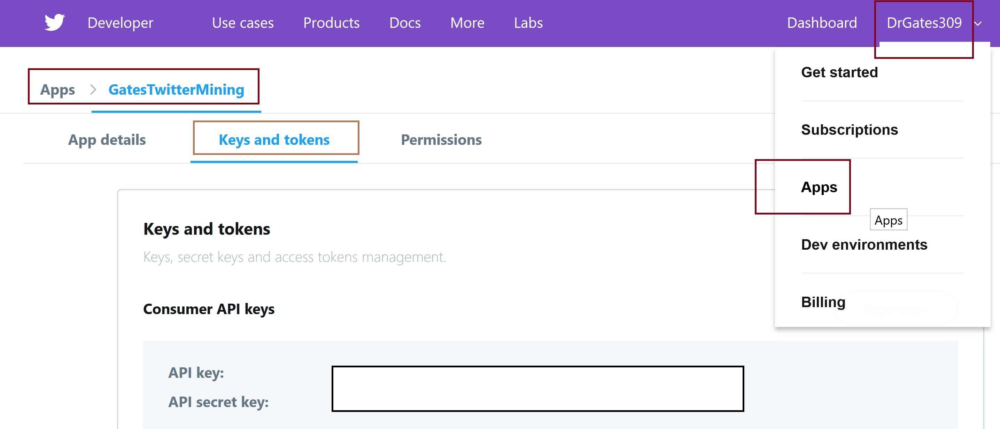 Developer Use cases Products Docs More Labs Dashboard DrGates309
Apps GatesTwitterMining
App details Keys and tokens Permissions
Get started
Subscriptions
Apps
Apps
Dev environments
Billing
Keys and tokens
Keys, secret keys and access tokens management.
Consumer API keys
API key:
API secret key: